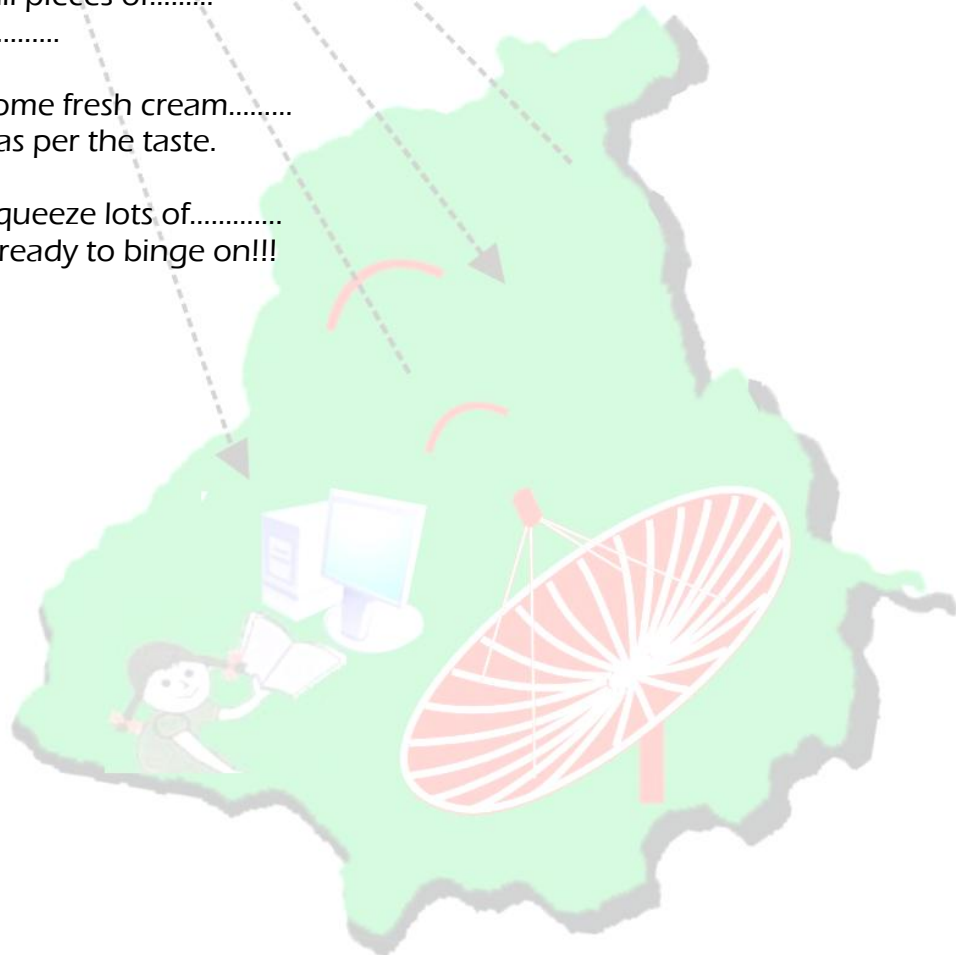 pieces of.........
.........
ome fresh cream.........
as per the taste.
queeze lots of.............
ready to binge on!!!